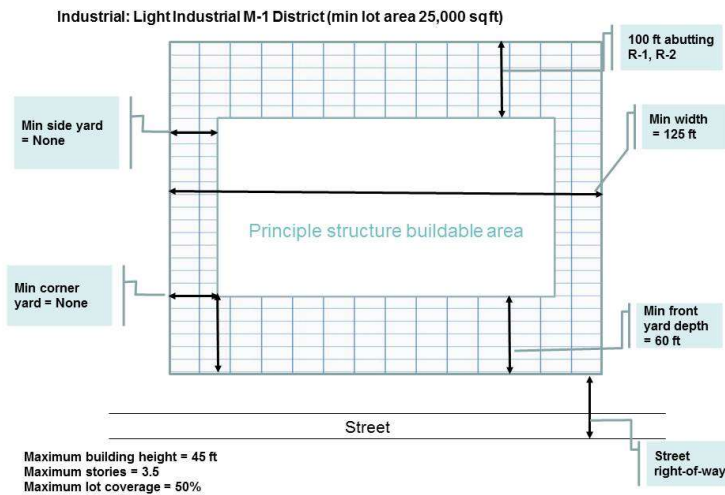 Industrial: Light Industrial M-1 District (min lot area 25,000 sq ft)
100 ft abutting
R-1, R-2
Min side yard
= None
Min width
= 125 ft
Principle structure buildable area
Min corner
yard = None
Min front
yard depth
= 60 ft
Street
Maximum building height = 45 ft
Maximum stories = 3.5
Maximum lot coverage = 50%
Street
right-of-way